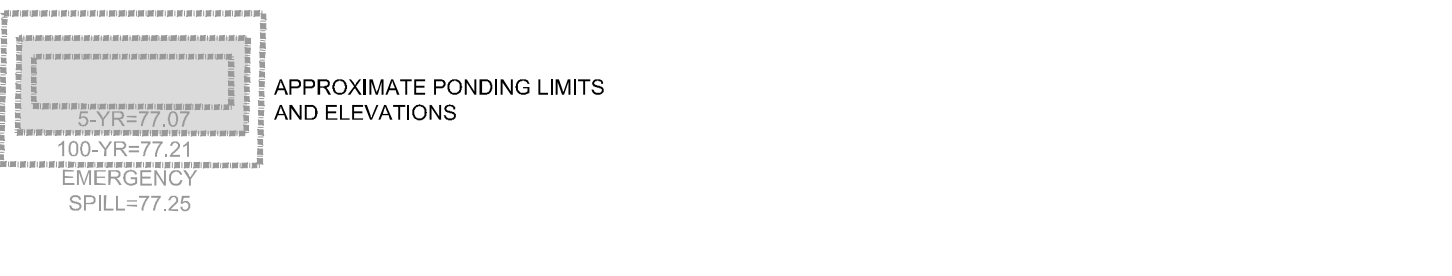 APPROXIMATE PONDING LIMITS
AND ELEVATIONS
5-YR=77.07
100-YR=77.21
EMERGENCY
SPILL=77.25